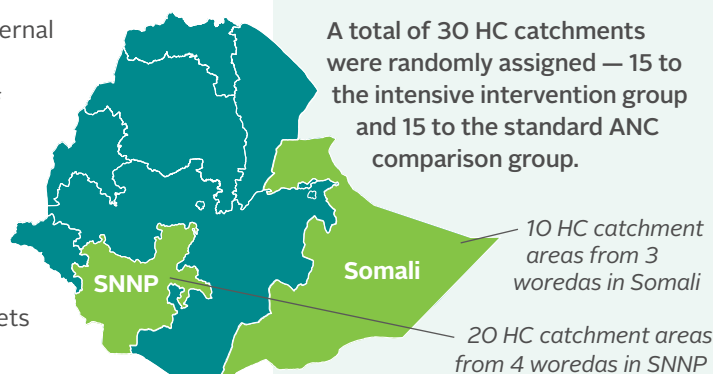 ernal
ets
A total of 30 HC catchments
were randomly assigned — 15 to
the intensive intervention group
and 15 to the standard ANC
comparison group.
SNNP
Somali
10 HC catchment
areas from 3
woredas in Somali
20 HC catchment areas
from 4 woredas in SNNP